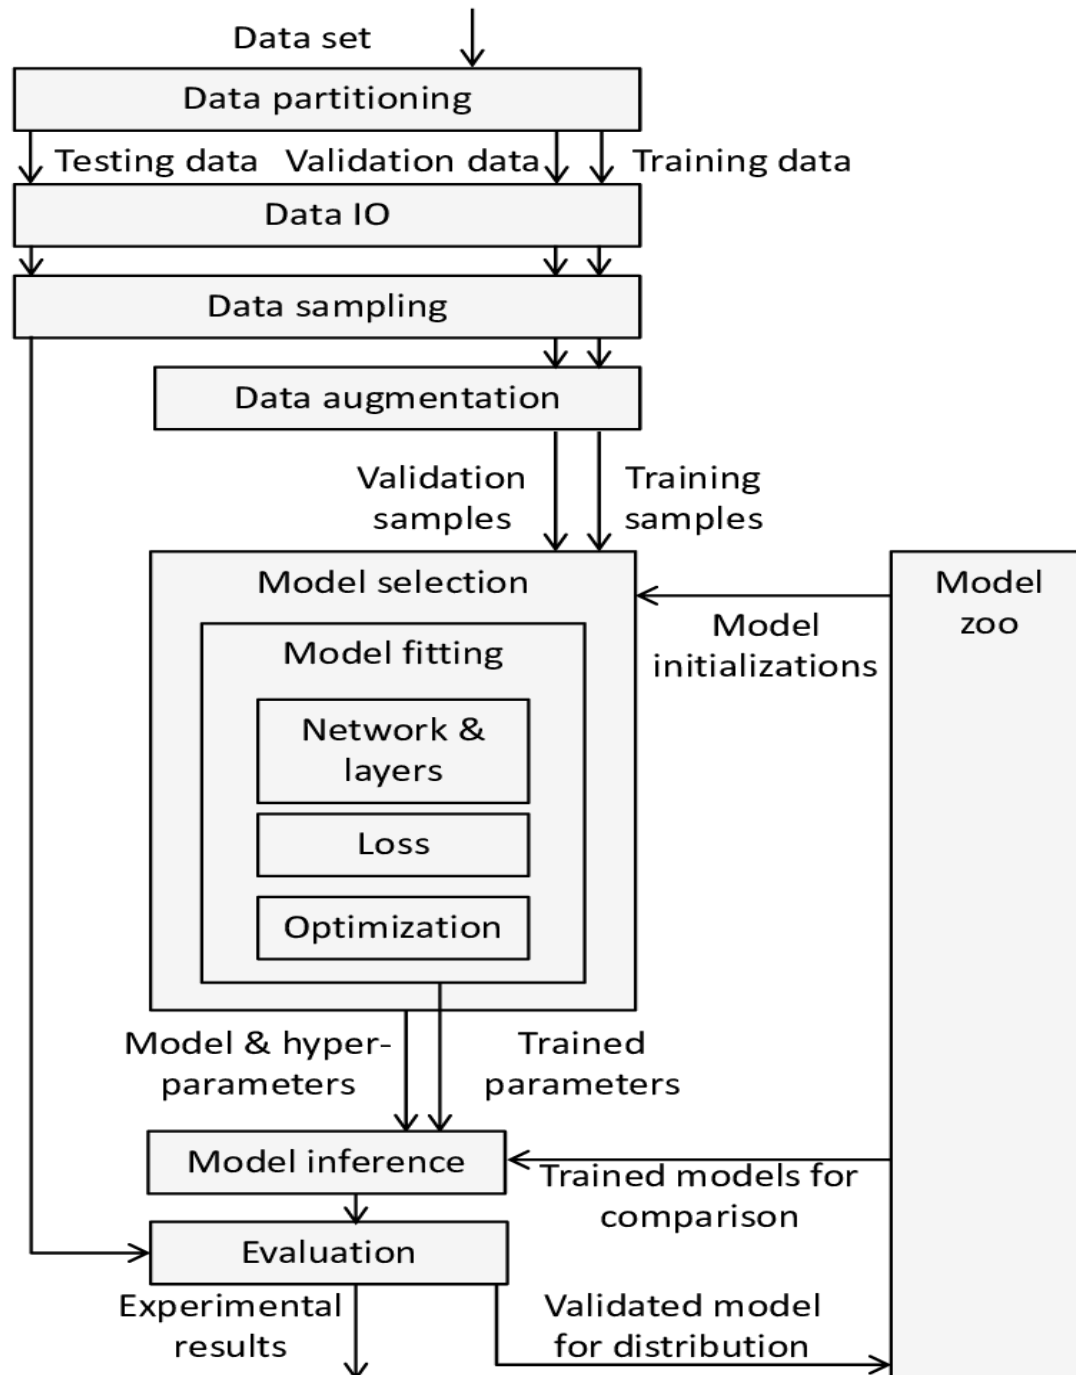 Data set
Data partitioning
Testing data
Validation data
Training data
Data IO
Data sampling
Data augmentation
Validation
samples
Training
samples
Model selection
Model
zoo
Model
initializations
Model fitting
Network &
layers
Loss
Optimization
Model & hyper-
parameters
Trained
parameters
Model inference
Trained models for
comparison
Evaluation
Experimental
results
Validated model
for distribution